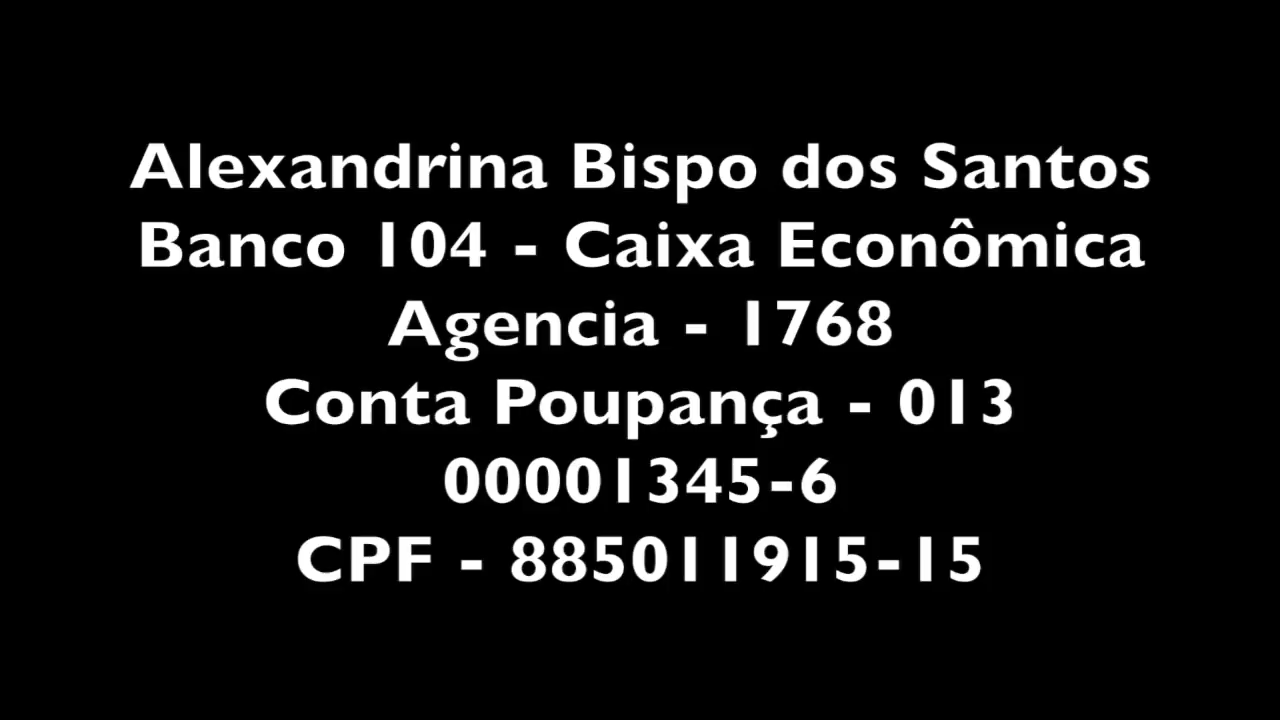 Alexandrina Bispo dos Santos
Banco 104 - Caixa Econômica
Agencia - 1768
Conta Poupança - 013
00001345-6
CPF - 885011915-15